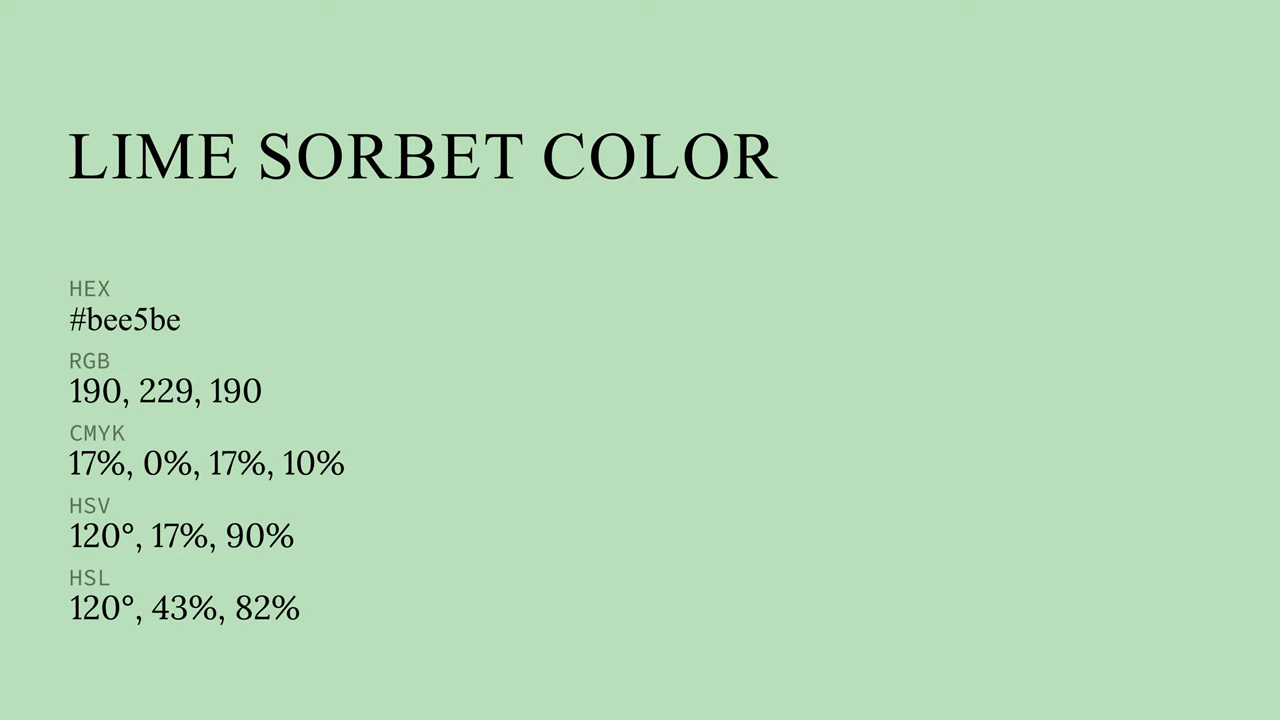 LIME SORBET COLOR
HEX
#bee5be
RGB
190, 229, 190
CMYK
17%, 0%, 17%, 10%
HSV
120°, 17%, 90%
HSL
120°, 43%, 82%